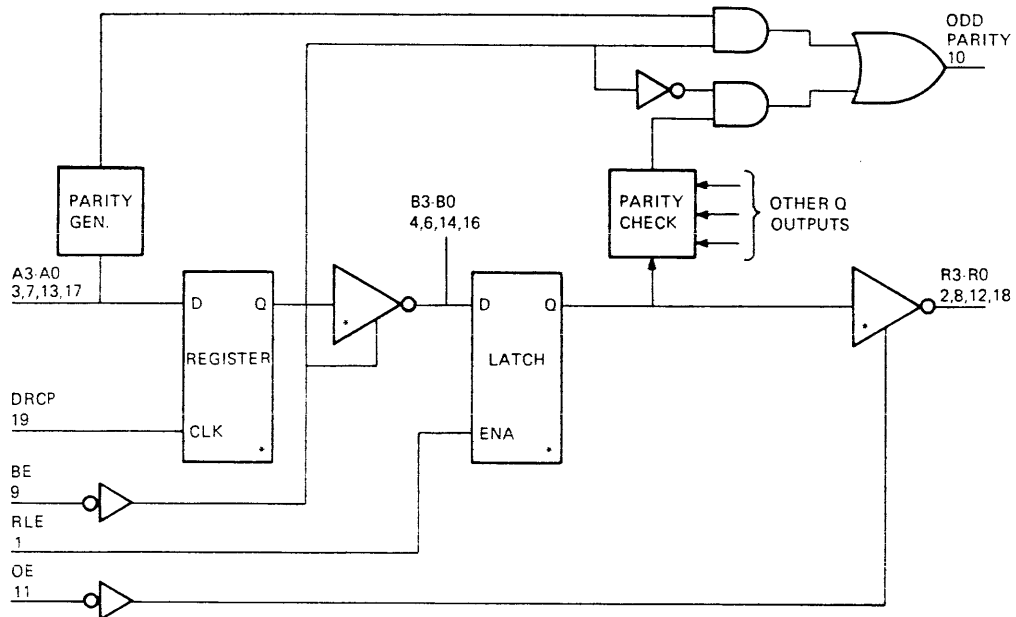 ODD
PARITY
10
PARITY
GEN.
PARITY
CHECK
OTHER Q
OUTPUTS
B3-B0
4,6,14,16
A3-A0
3,7,13,17
D
Q
REGISTER
CLK
*
*
D
Q
LATCH
ENA
*
*
R3-R0
2,8,12,18
DRCP
19
BE
9
RLE
1
OE
11